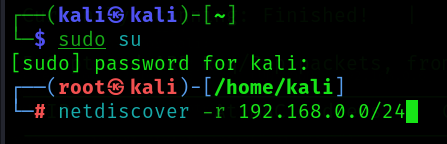 ┌──(kali㉿kali)-[~]
└─$ sudo su
[sudo] password for kali:
┌──(root㉿kali)-[/home/kali]
└─# netdiscover -r 192.168.0.0/24